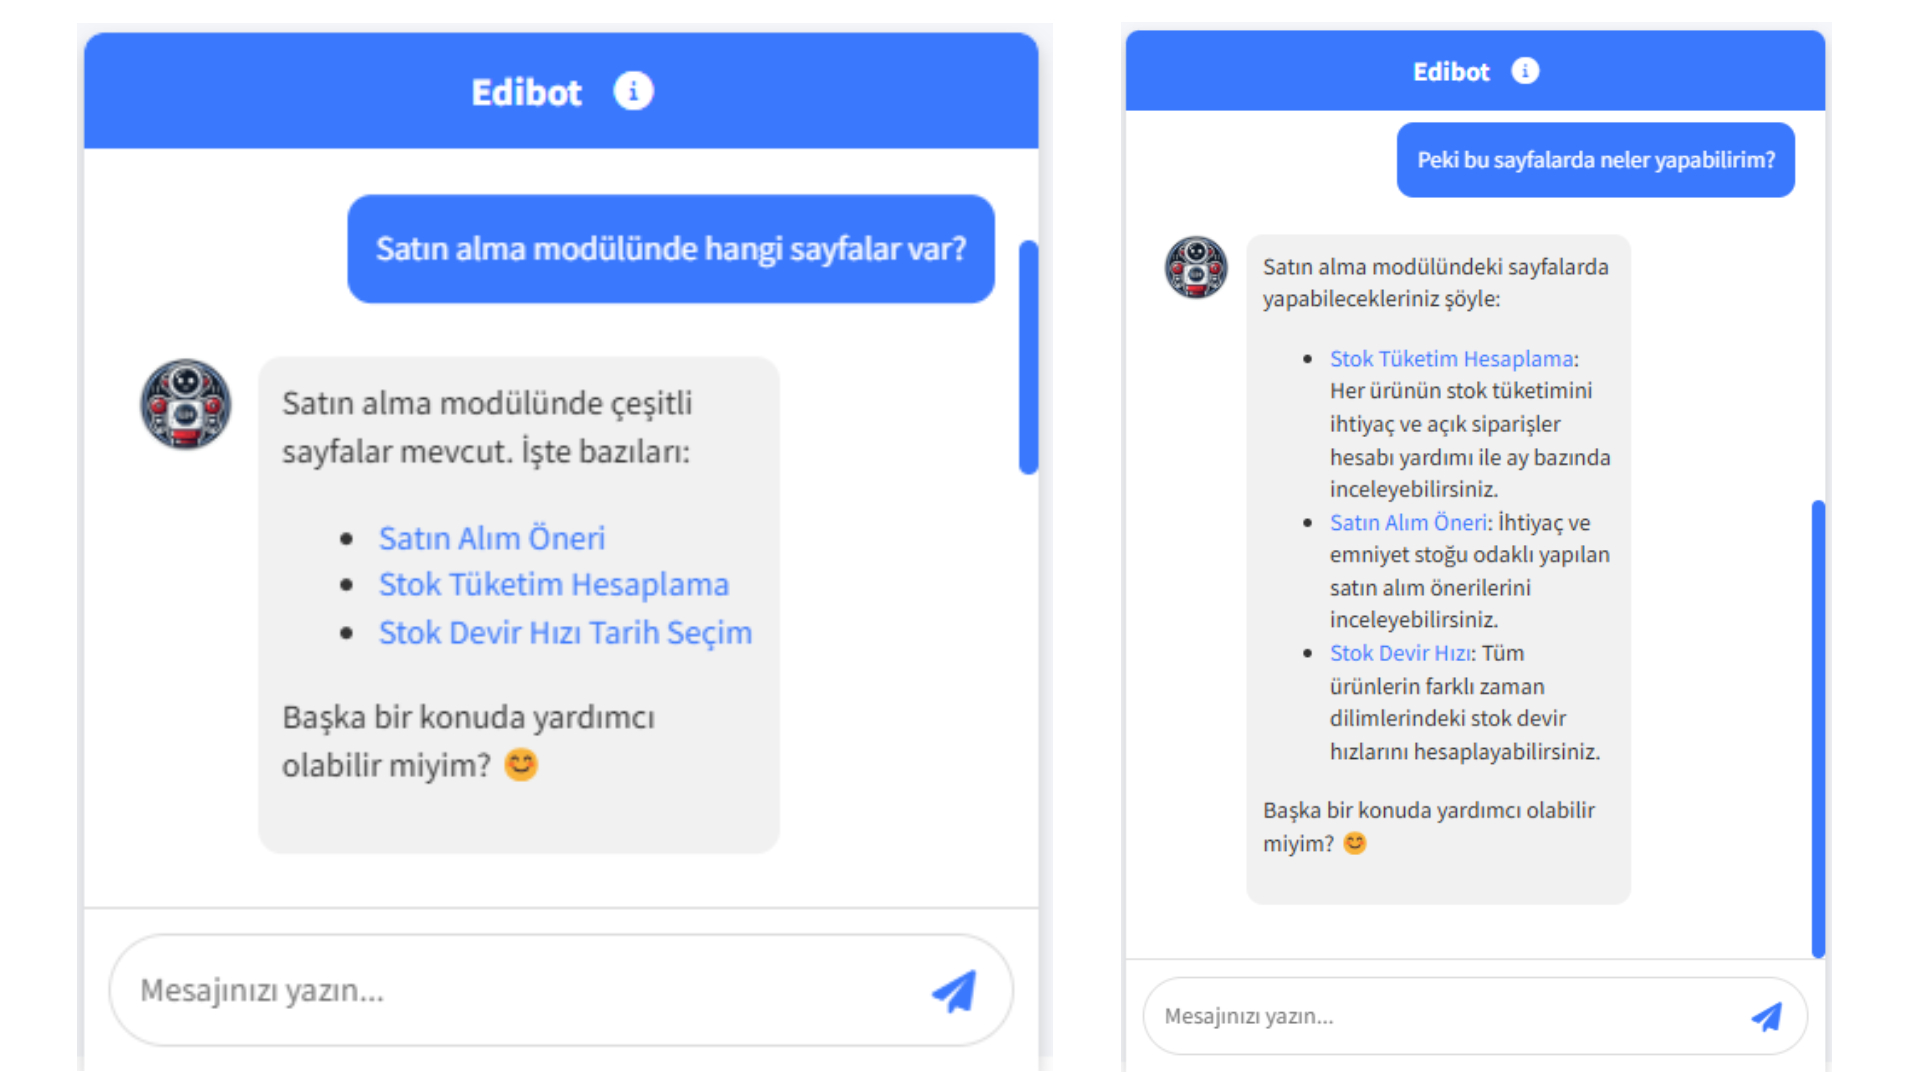 Edibot
Satın alma modülünde hangi sayfalar var?
Satın alma modülünde çeşitli
sayfalar mevcut. İşte bazıları:
• Satın Alım Öneri
• Stok Tüketim Hesaplama
• Stok Devir Hızı Tarih Seçim
Başka bir konuda yardımcı
olabilir miyim? 😊
Mesajınızı yazın...
Edibot
Peki bu sayfalarda neler yapabilirim?
Satın alma modülündeki sayfalarda
yapabilecekleriniz şöyle:
• Stok Tüketim Hesaplama:
Her ürünün stok tüketimini
ihtiyaç ve açık siparişler
hesabı yardımı ile ay bazında
inceleyebilirsiniz.
• Satın Alım Öneri: İhtiyaç ve
emniyet stoğu odaklı yapılan
satın alım önerilerini
inceleyebilirsiniz.
• Stok Devir Hızı: Tüm
ürünlerin farklı zaman
dilimlerindeki stok devir
hızlarını hesaplayabilirsiniz.
Başka bir konuda yardımcı olabilir
miyim? 😊
Mesajınızı yazın...